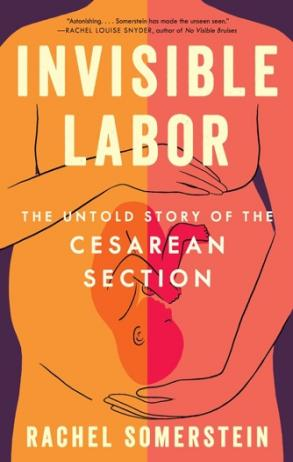 "Astonishing. . . . Somerstein has made the unseen seen."
—RACHEL LOUISE SNYDER, author of No Visible Bruises
INVISIBLE
LABOR
THE UNTOLD STORY OF THE
CESAREAN
SECTION
RACHEL SOMERSTEIN